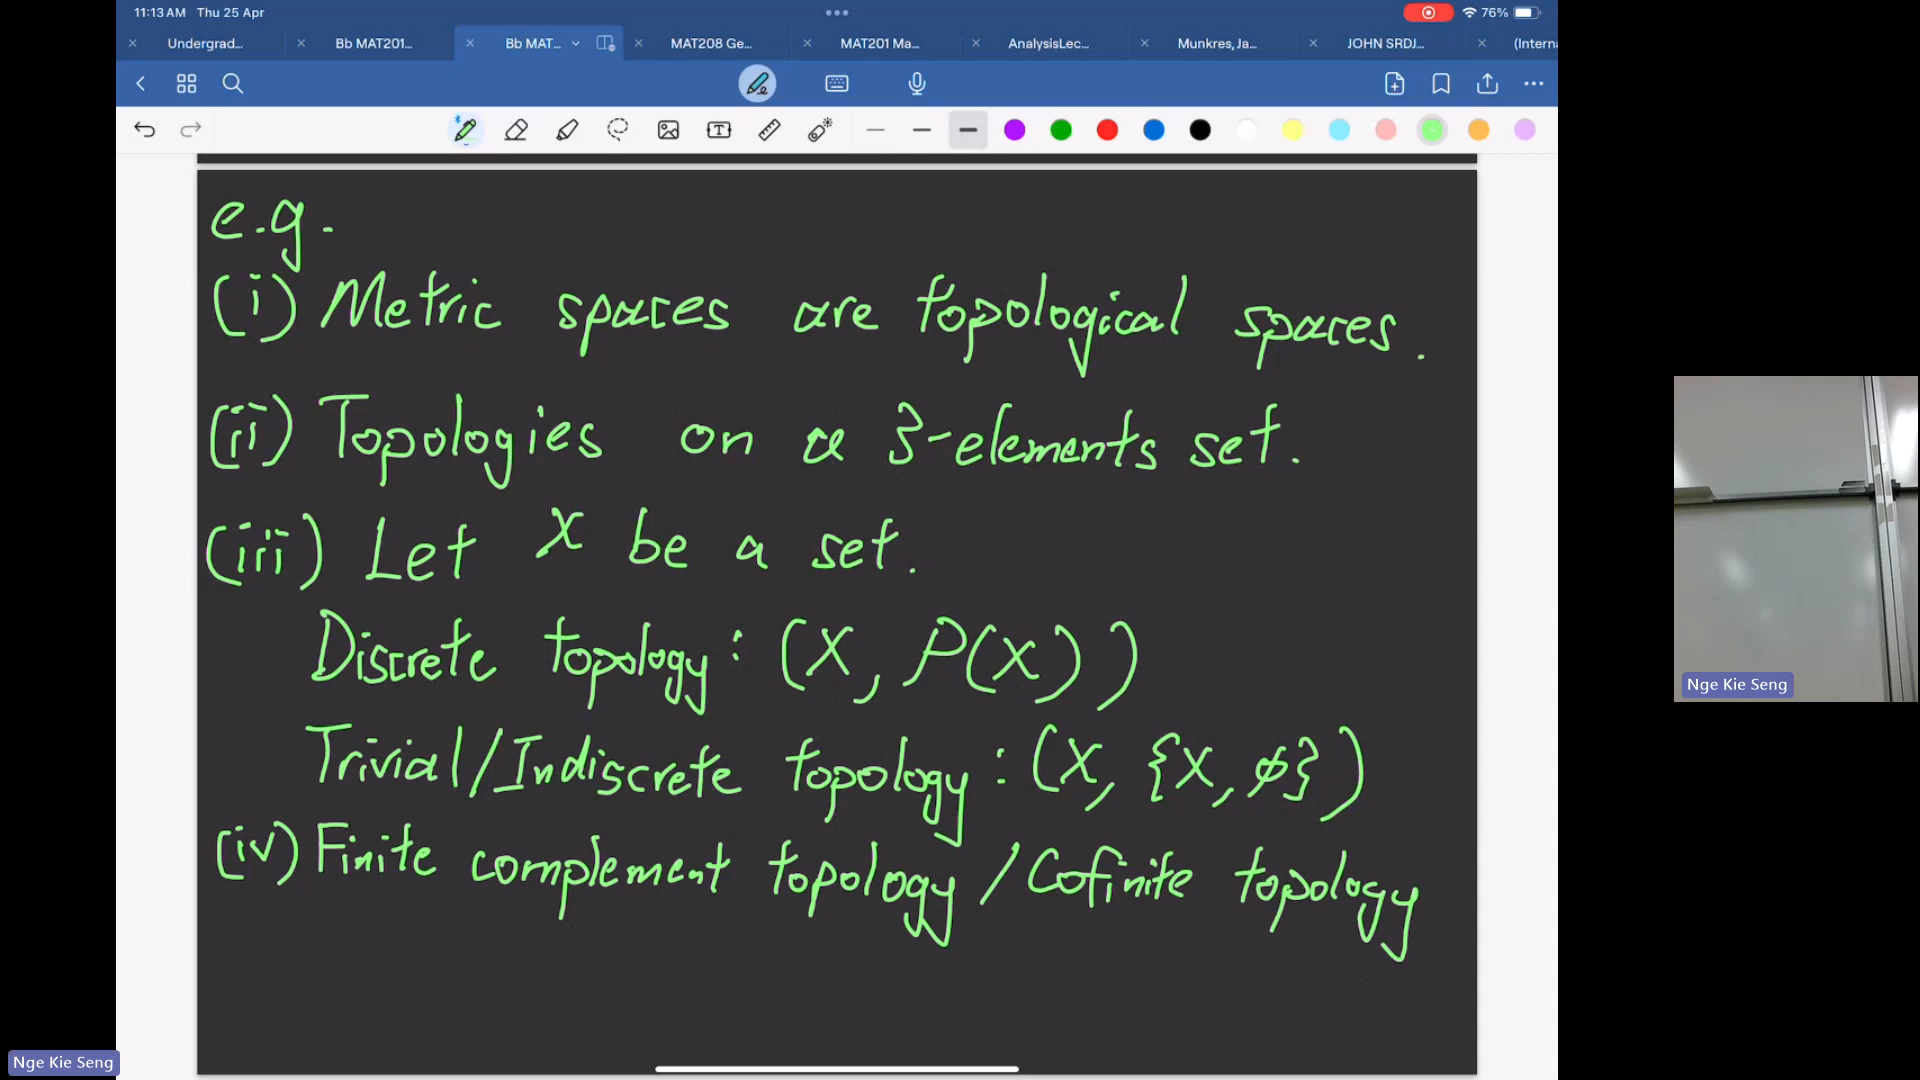 11:13 AM Thu 25 Apr
76%
Undergrad...
Bb MAT201...
Bb MAT...
MAT208 Ge...
MAT201 Ma...
AnalysisLec...
Munkres, Ja...
JOHN SRDJ...
(Intern
e.g.
(i) Metric spaces are topological spaces.
(ii) Topologies on a 3-elements set.
(iii) Let X be a set.
Discrete topology: (X, P(X))
Trivial/Indiscrete topology: (X, {X, ∅})
(iv) Finite complement topology / Cofinite topology
Nge Kie Seng
Nge Kie Seng